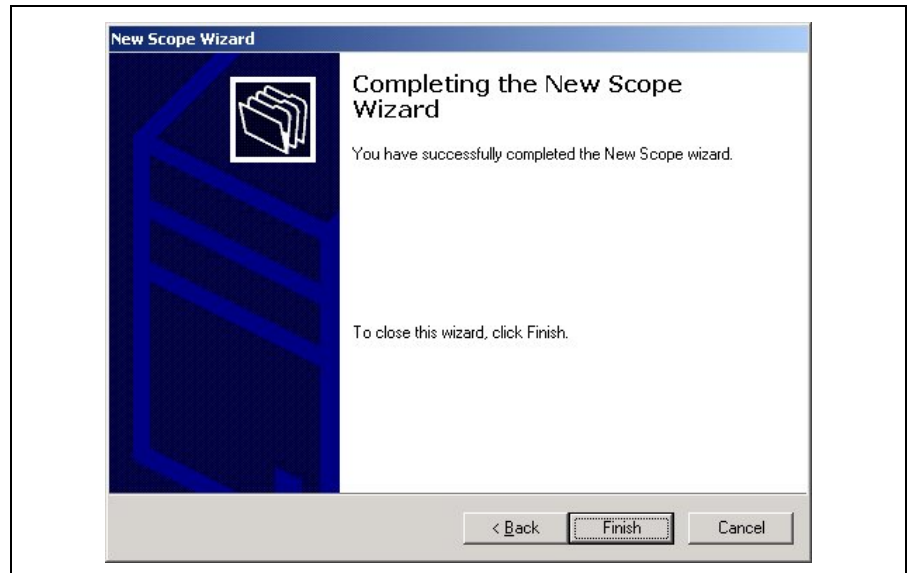 New Scope Wizard
Completing the New Scope
Wizard
You have successfully completed the New Scope wizard.
To close this wizard, click Finish.
< Back Finish Cancel